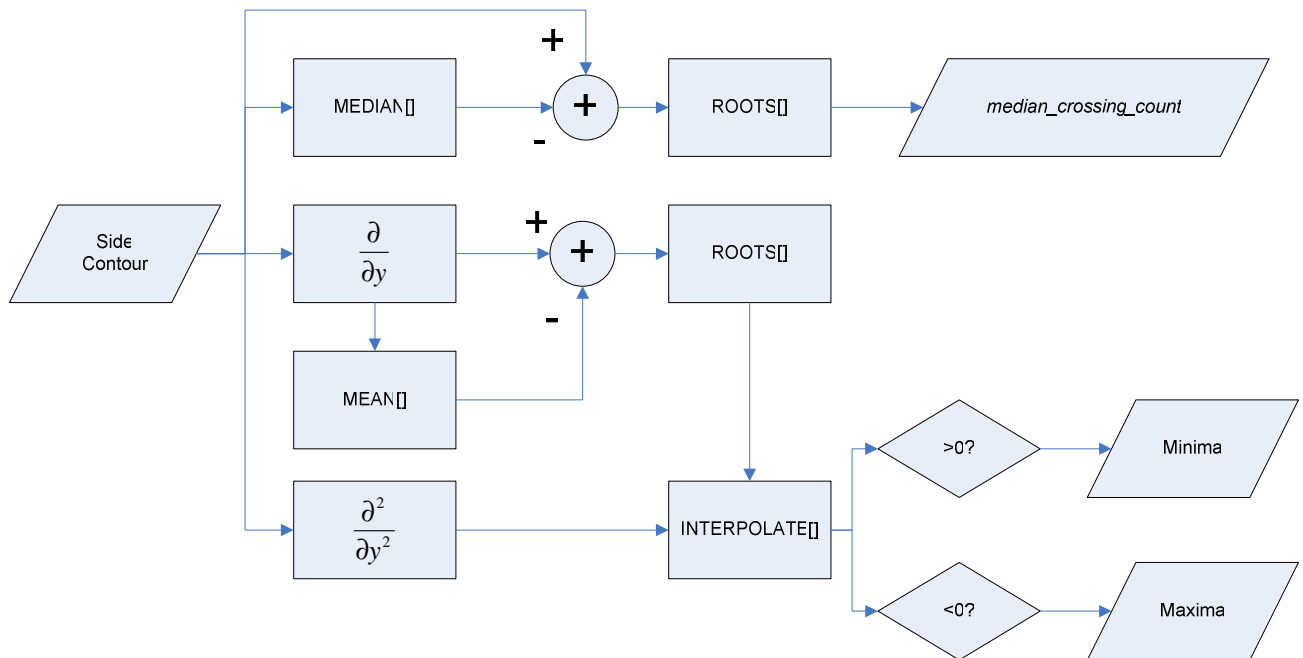 +
MEDIAN[]
+
ROOTS[]
median_crossing_count
-
Side
Contour
∂
∂y
+
+
ROOTS[]
-
MEAN[]
>0?
Minima
∂²
∂y²
INTERPOLATE[]
<0?
Maxima